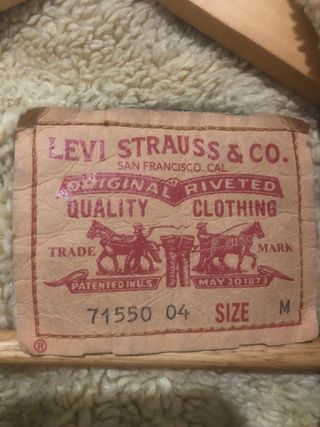 LEVI STRAUSS & CO.
SAN FRANCISCO, CAL.
ORIGINAL RIVETED
QUALITY CLOTHING
TRADE MARK
PATENTED IN U.S. MAY 20 1873
71550 04 SIZE M
®